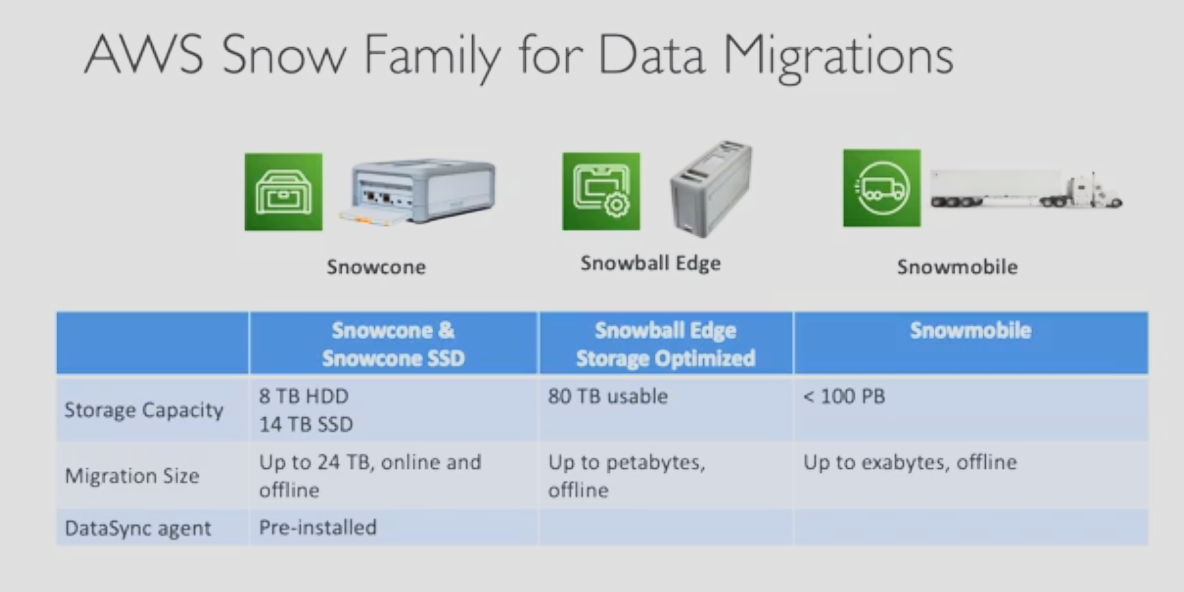 AWS Snow Family for Data Migrations
Snowcone
Snowball Edge
Snowmobile
Snowcone &
Snowcone SSD
Snowball Edge
Storage Optimized
Snowmobile
Storage Capacity
8 TB HDD
14 TB SSD
80 TB usable
< 100 PB
Migration Size
Up to 24 TB, online and
offline
Up to petabytes,
offline
Up to exabytes, offline
DataSync agent
Pre-installed